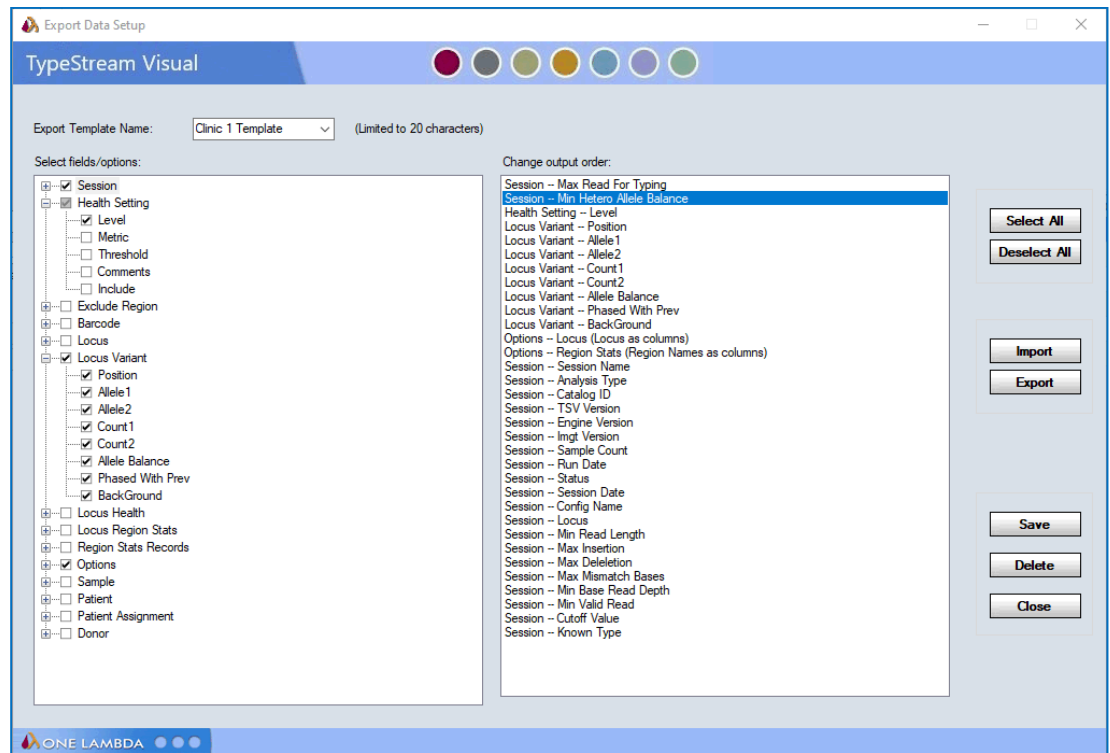 Export Data Setup
TypeStream Visual
Export Template Name:
Clinic 1 Template
(Limited to 20 characters)
Select fields/options:
Session
Health Setting
Level
Metric
Threshold
Comments
Include
Exclude Region
Barcode
Locus
Locus Variant
Position
Allele1
Allele2
Count1
Count2
Allele Balance
Phased With Prev
BackGround
Locus Health
Locus Region Stats
Region Stats Records
Options
Sample
Patient
Patient Assignment
Donor
Change output order:
Session -- Max Read For Typing
Session -- Min Hetero Allele Balance
Health Setting -- Level
Locus Variant -- Position
Locus Variant -- Allele1
Locus Variant -- Allele2
Locus Variant -- Count1
Locus Variant -- Count2
Locus Variant -- Allele Balance
Locus Variant -- Phased With Prev
Locus Variant -- BackGround
Options -- Locus (Locus as columns)
Options -- Region Stats (Region Names as columns)
Session -- Session Name
Session -- Analysis Type
Session -- Catalog ID
Session -- TSV Version
Session -- Engine Version
Session -- Imgt Version
Session -- Sample Count
Session -- Run Date
Session -- Status
Session -- Session Date
Session -- Config Name
Session -- Locus
Session -- Min Read Length
Session -- Max Insertion
Session -- Max Deleletion
Session -- Max Mismatch Bases
Session -- Min Base Read Depth
Session -- Min Valid Read
Session -- Cutoff Value
Session -- Known Type
Select All
Deselect All
Import
Export
Save
Delete
Close
ONE LAMBDA